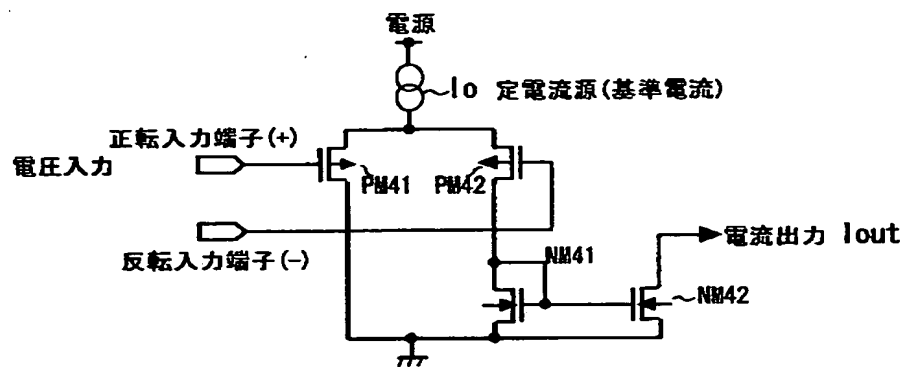 電源
Io 定電流源(基準電流)
正転入力端子(+)
電圧入力
PM41
PM42
反転入力端子(-)
NM41
電流出力 Iout
NM42